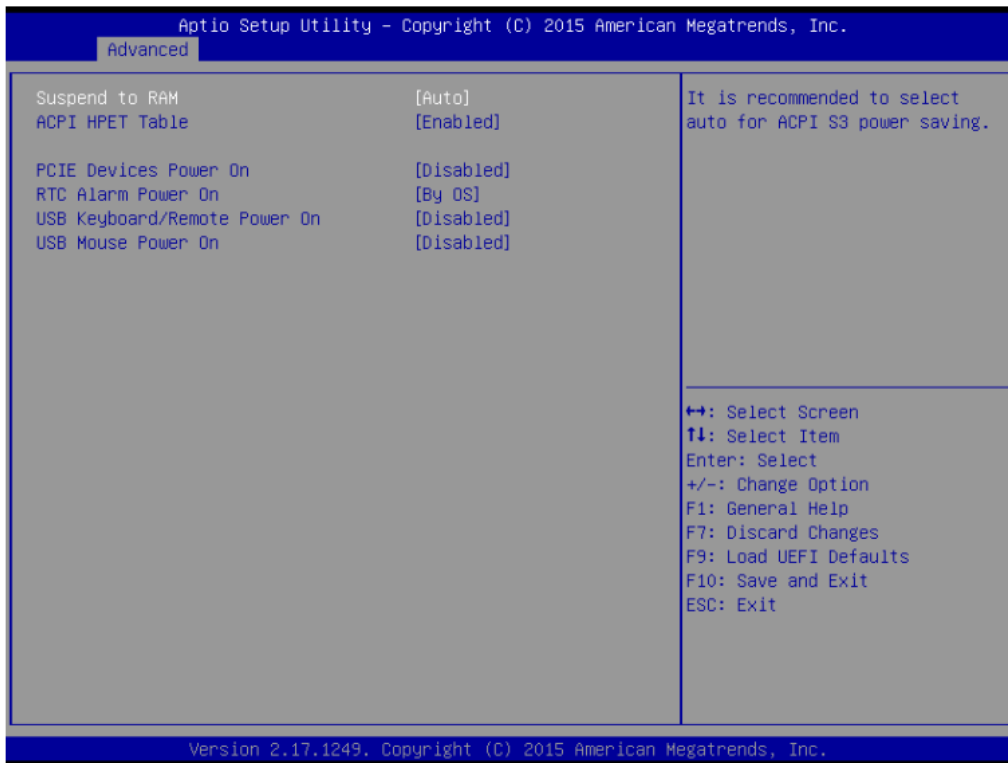 Aptio Setup Utility – Copyright (C) 2015 American Megatrends, Inc.
Advanced
Suspend to RAM [Auto]
ACPI HPET Table [Enabled]
PCIE Devices Power On [Disabled]
RTC Alarm Power On [By OS]
USB Keyboard/Remote Power On [Disabled]
USB Mouse Power On [Disabled]
It is recommended to select
auto for ACPI S3 power saving.
↔: Select Screen
↑↓: Select Item
Enter: Select
+/-: Change Option
F1: General Help
F7: Discard Changes
F9: Load UEFI Defaults
F10: Save and Exit
ESC: Exit
Version 2.17.1249. Copyright (C) 2015 American Megatrends, Inc.